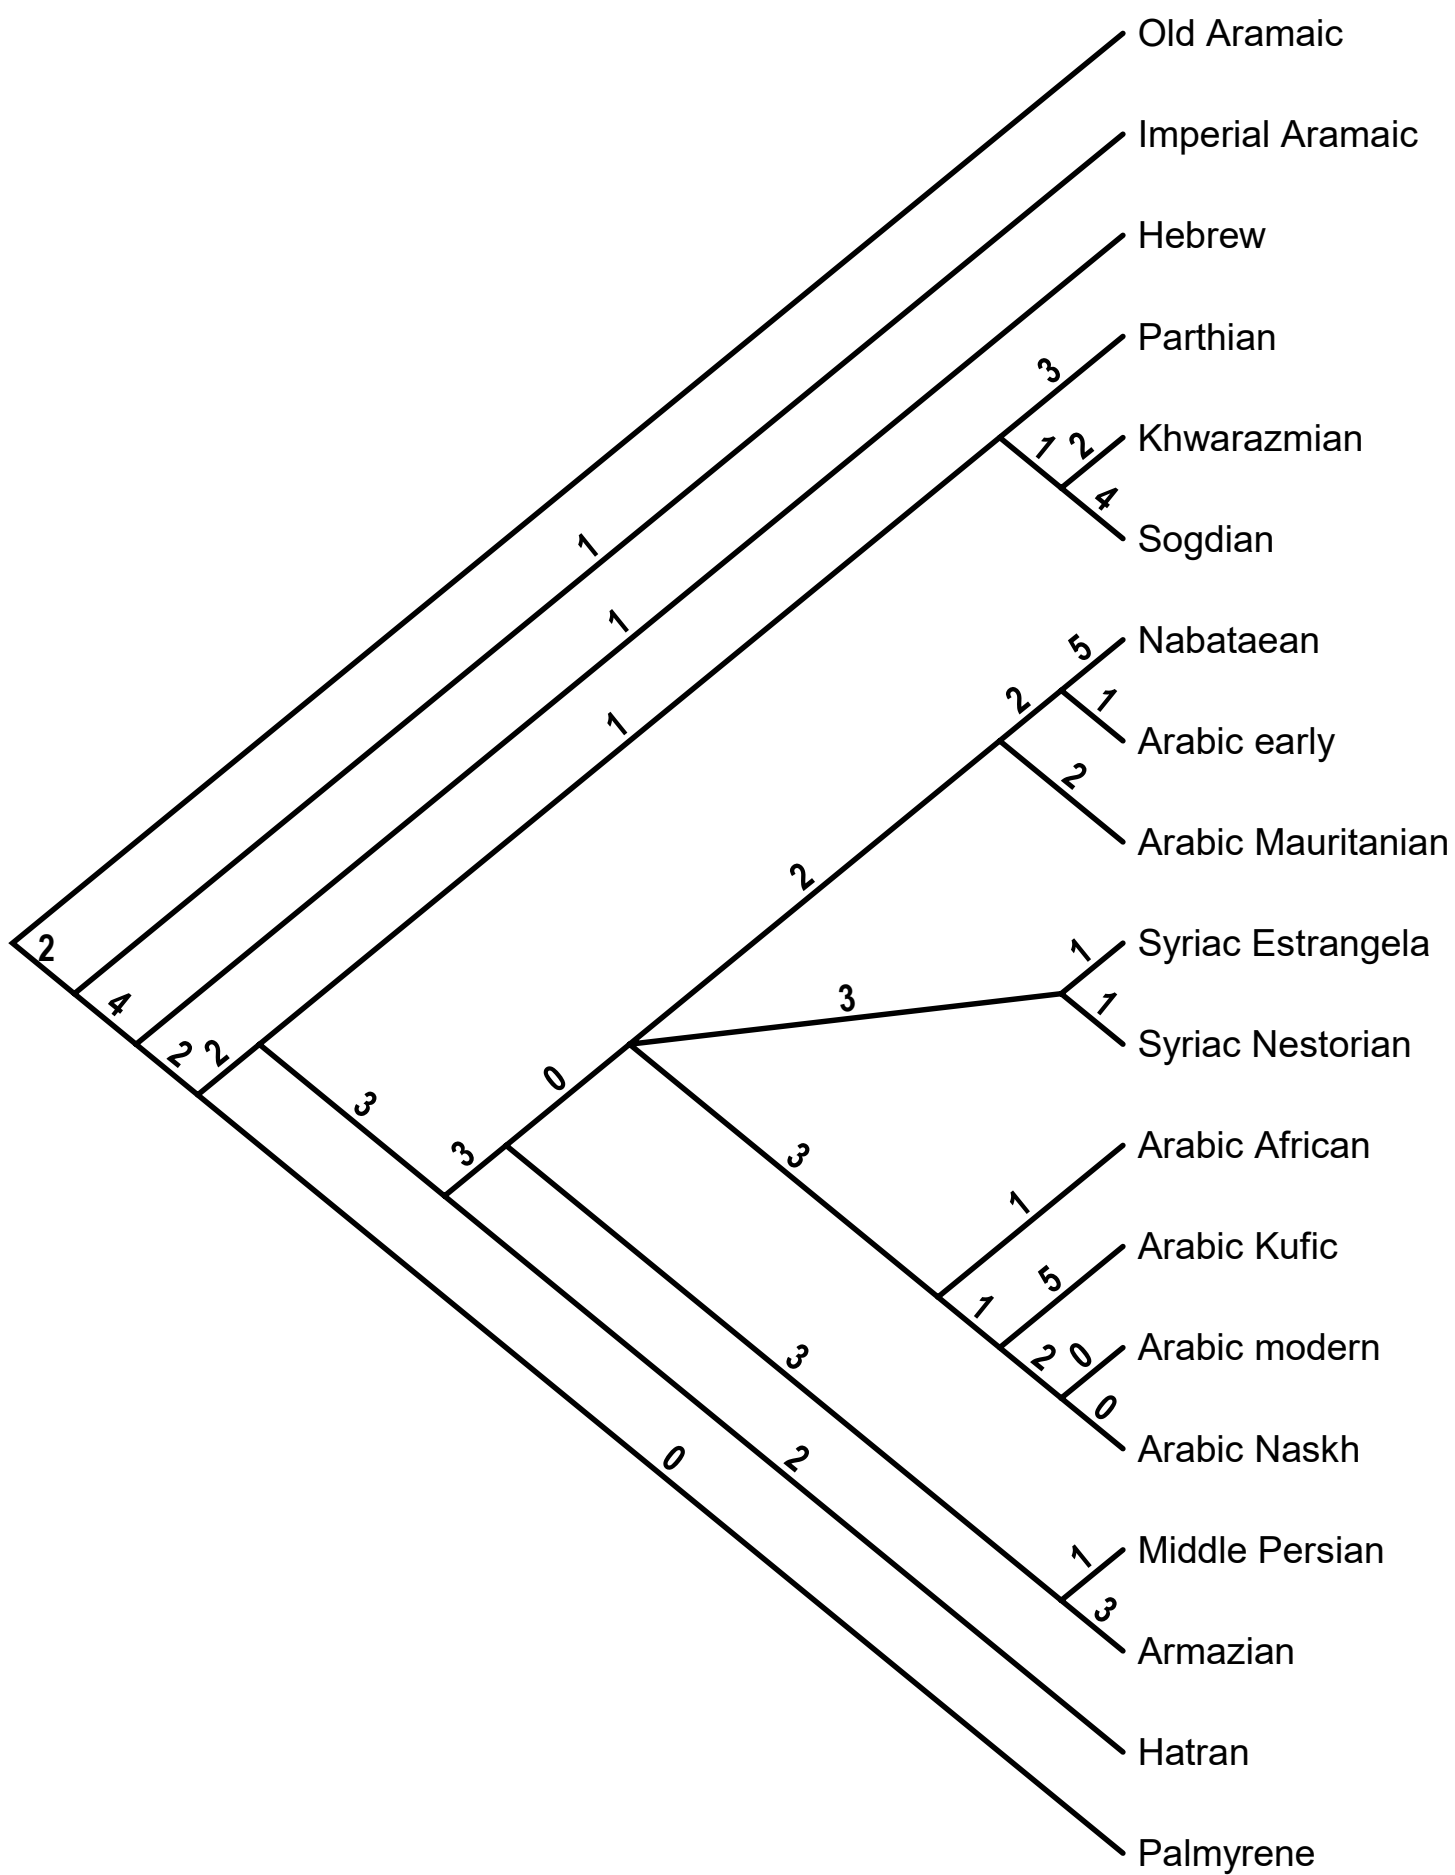 Old Aramaic
Imperial Aramaic
Hebrew
Parthian
3
Khwarazmian
1 2
4
Sogdian
1
1
Nabataean
5
2
1
1
Arabic early
2
Arabic Mauritanian
2
Syriac Estrangela
1
2
3
1
4
Syriac Nestorian
2 2
0
3
3
3
Arabic African
1
Arabic Kufic
5
1
3
2 0
Arabic modern
0
Arabic Naskh
0
2
Middle Persian
1
3
Armazian
Hatran
Palmyrene